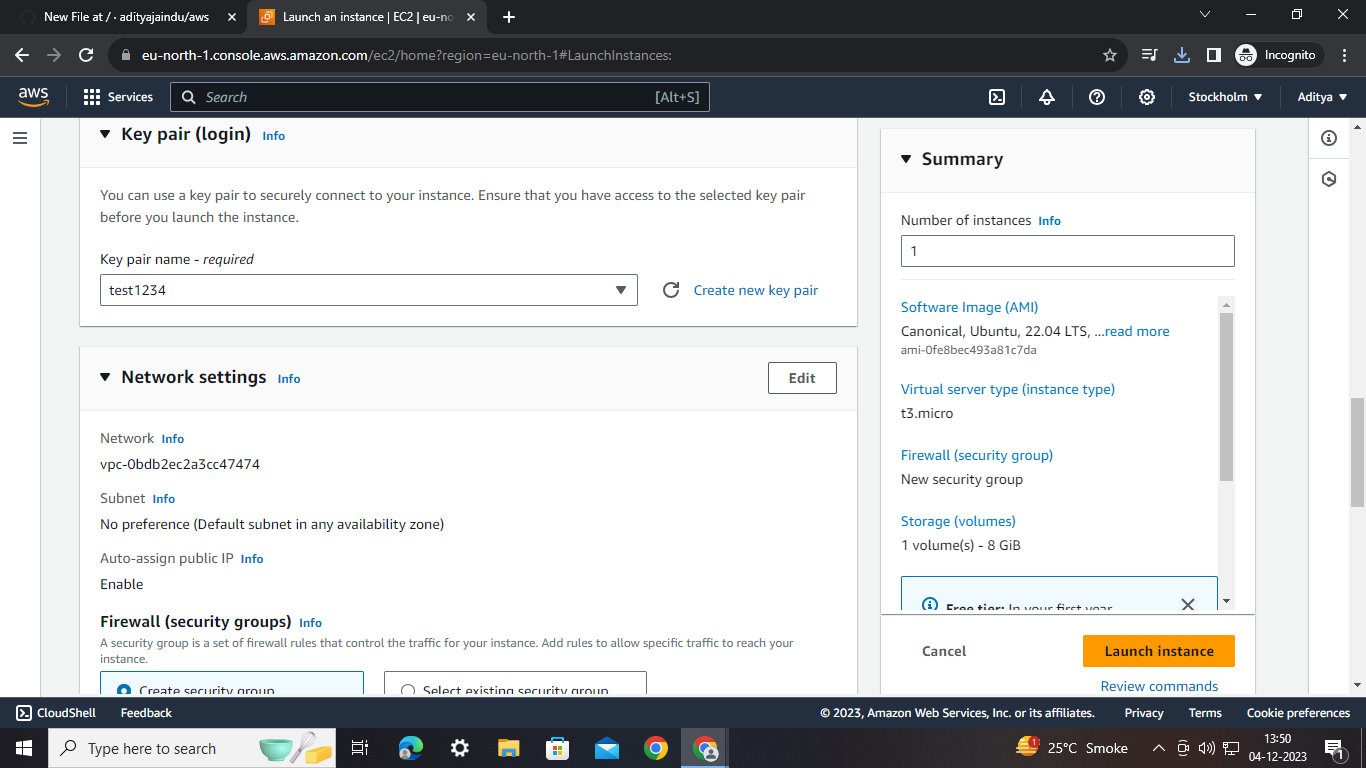 New File at / · adityajaindu/aws
Launch an instance | EC2 | eu-no
eu-north-1.console.aws.amazon.com/ec2/home?region=eu-north-1#LaunchInstances:
Incognito
aws
Services
Search
[Alt+S]
Stockholm
Aditya
Key pair (login) Info
You can use a key pair to securely connect to your instance. Ensure that you have access to the selected key pair
before you launch the instance.
Key pair name - required
test1234
Create new key pair
Network settings Info
Edit
Network Info
vpc-0bdb2ec2a3cc47474
Subnet Info
No preference (Default subnet in any availability zone)
Auto-assign public IP Info
Enable
Firewall (security groups) Info
A security group is a set of firewall rules that control the traffic for your instance. Add rules to allow specific traffic to reach your
instance.
Create security group
Select existing security group
Summary
Number of instances Info
1
Software Image (AMI)
Canonical, Ubuntu, 22.04 LTS, ...read more
ami-0fe8bec493a81c7da
Virtual server type (instance type)
t3.micro
Firewall (security group)
New security group
Storage (volumes)
1 volume(s) - 8 GiB
Free tier: In your first year
Cancel
Launch instance
Review commands
CloudShell
Feedback
© 2023, Amazon Web Services, Inc. or its affiliates.
Privacy
Terms
Cookie preferences
Type here to search
1
25°C Smoke
13:50
04-12-2023
1